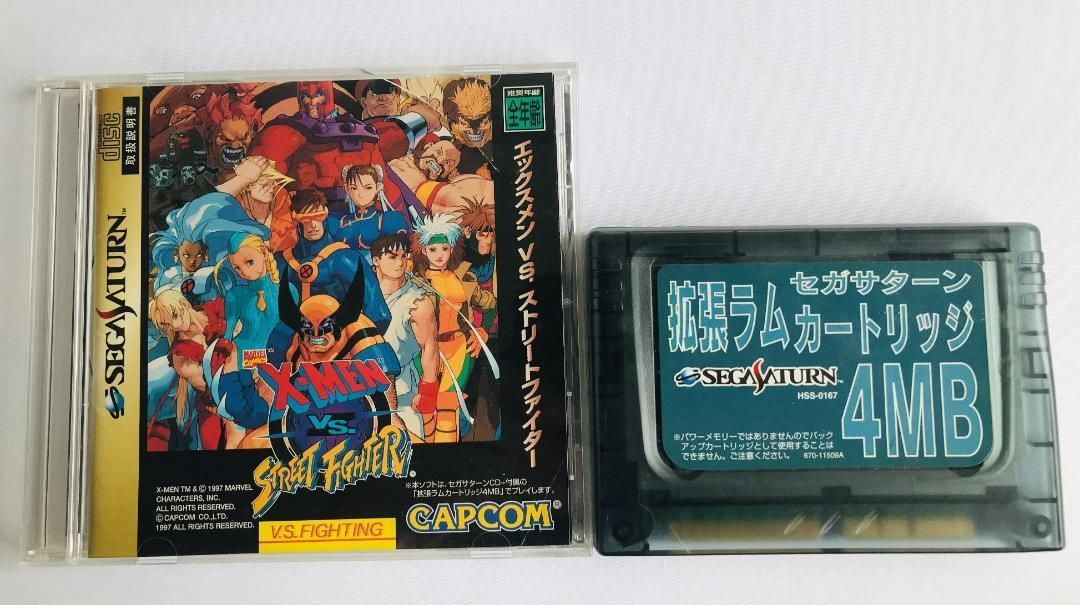 COMPACT
disc
取扱説明書
SEGA SATURN™
推奨年齢
全年齢
エックスメン VS. ストリートファイター
MARVEL
COMICS
X-MEN™
VS.
STREET FIGHTER®
X-MEN TM & © 1997 MARVEL
CHARACTERS, INC.
ALL RIGHTS RESERVED.
© CAPCOM CO.,LTD.
1997 ALL RIGHTS RESERVED.
※本ソフトは、セガサターンCD+付属の
「拡張ラムカートリッジ4MB」でプレイします。
V.S. FIGHTING
CAPCOM®
セガサターン
拡張ラムカートリッジ
SEGA SATURN™
HSS-0167
4MB
※パワーメモリーではありませんのでバック
アップカートリッジとして使用することは
できません。ご注意ください。 670-11509A